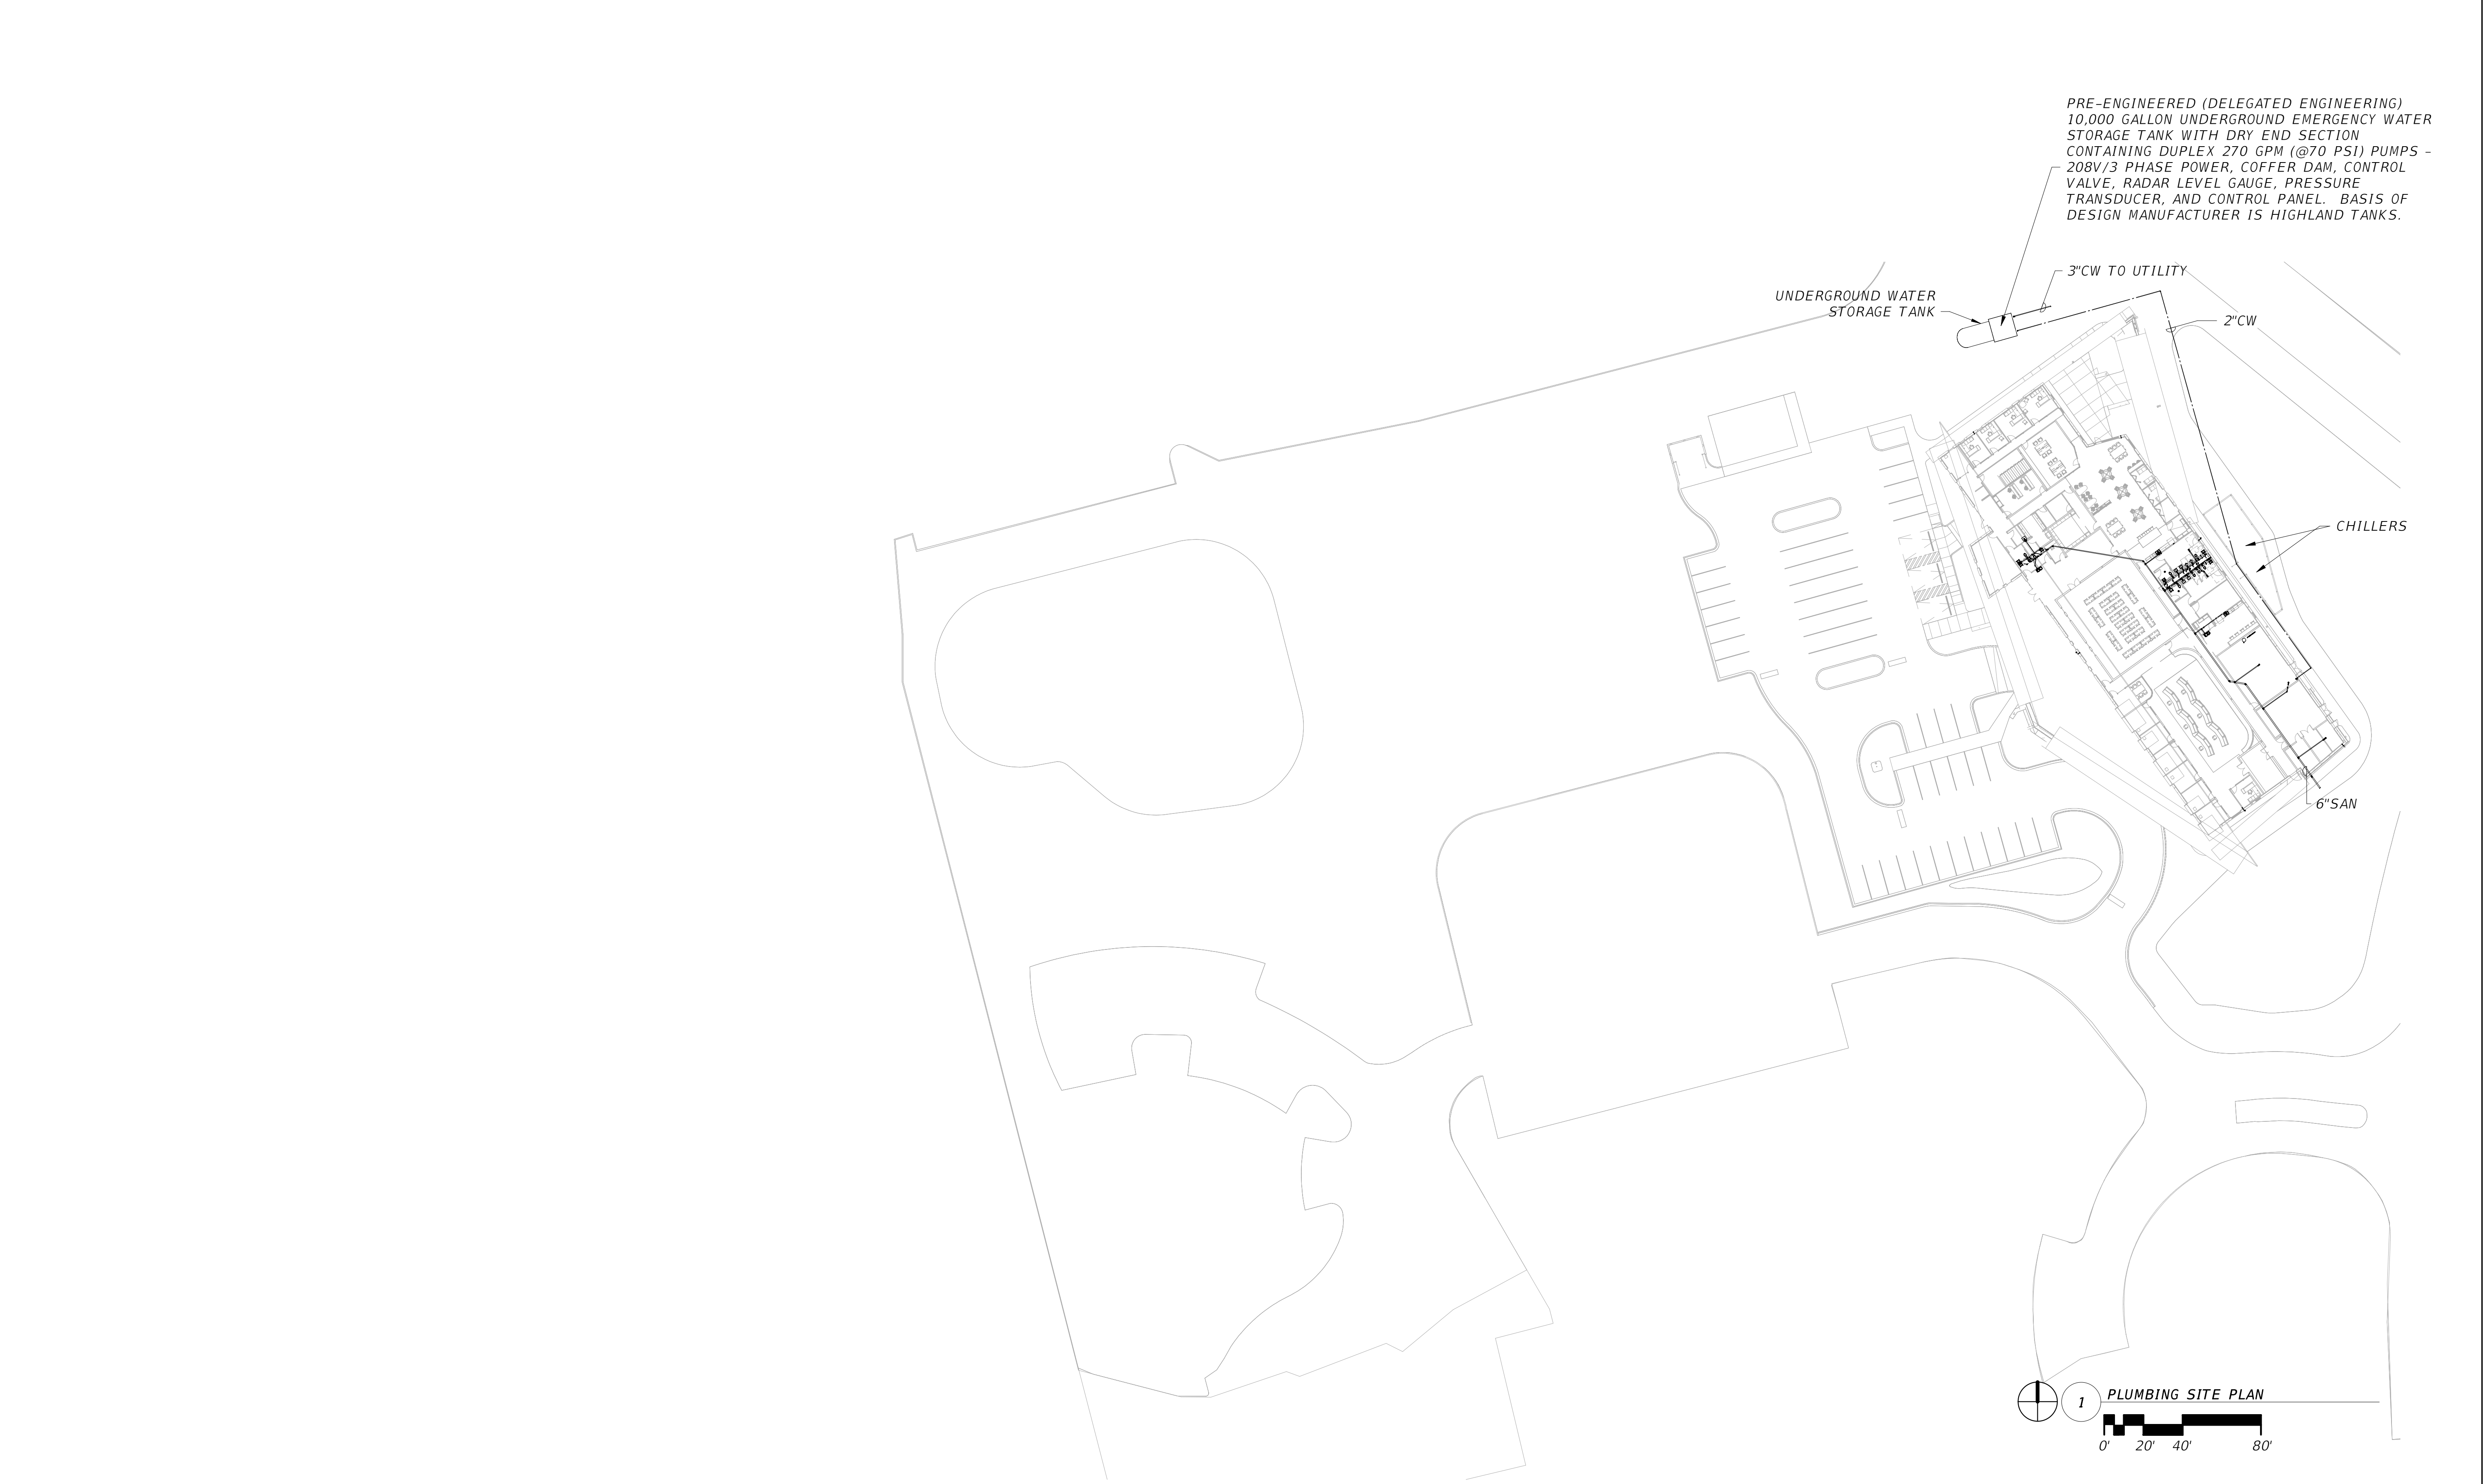 PRE-ENGINEERED (DELEGATED ENGINEERING)
10,000 GALLON UNDERGROUND EMERGENCY WATER
STORAGE TANK WITH DRY END SECTION
CONTAINING DUPLEX 270 GPM (@70 PSI) PUMPS -
208V/3 PHASE POWER, COFFER DAM, CONTROL
VALVE, RADAR LEVEL GAUGE, PRESSURE
TRANSDUCER, AND CONTROL PANEL. BASIS OF
DESIGN MANUFACTURER IS HIGHLAND TANKS.
3"CW TO UTILITY
UNDERGROUND WATER
STORAGE TANK
2"CW
CHILLERS
6"SAN
1 PLUMBING SITE PLAN
0' 20' 40' 80'